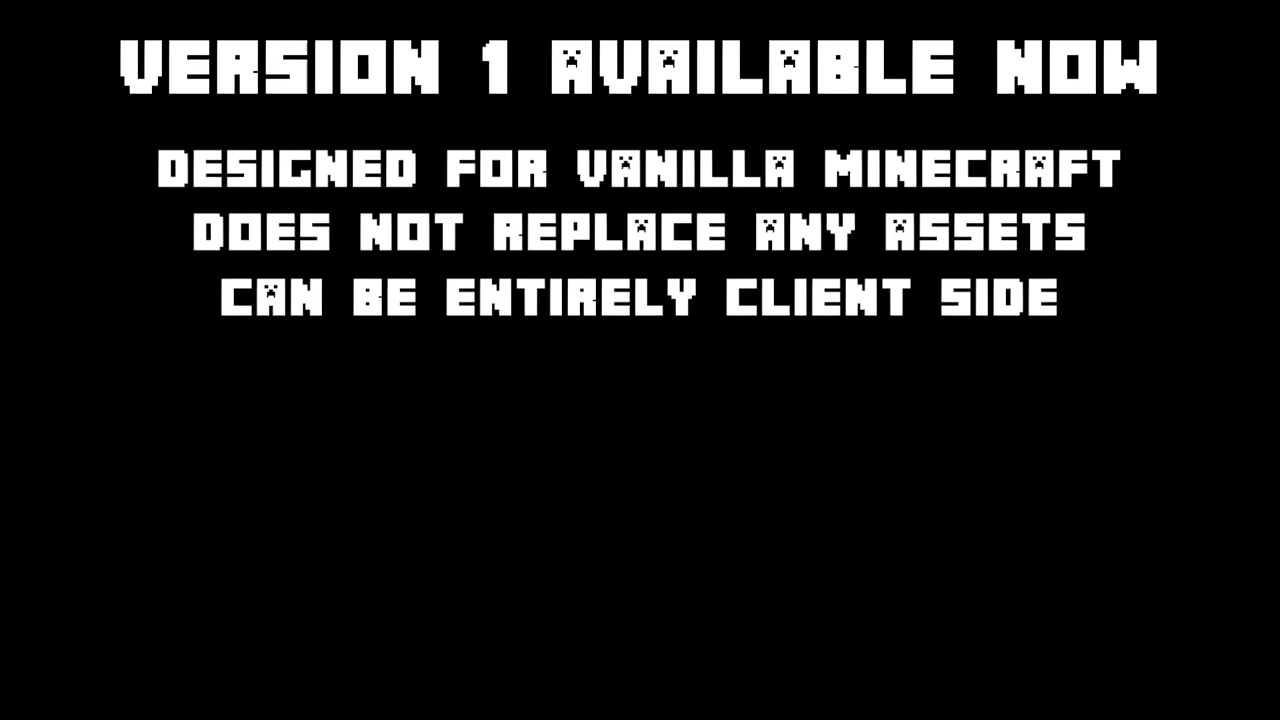 VERSION 1 AVAILABLE NOW
DESIGNED FOR VANILLA MINECRAFT
DOES NOT REPLACE ANY ASSETS
CAN BE ENTIRELY CLIENT SIDE